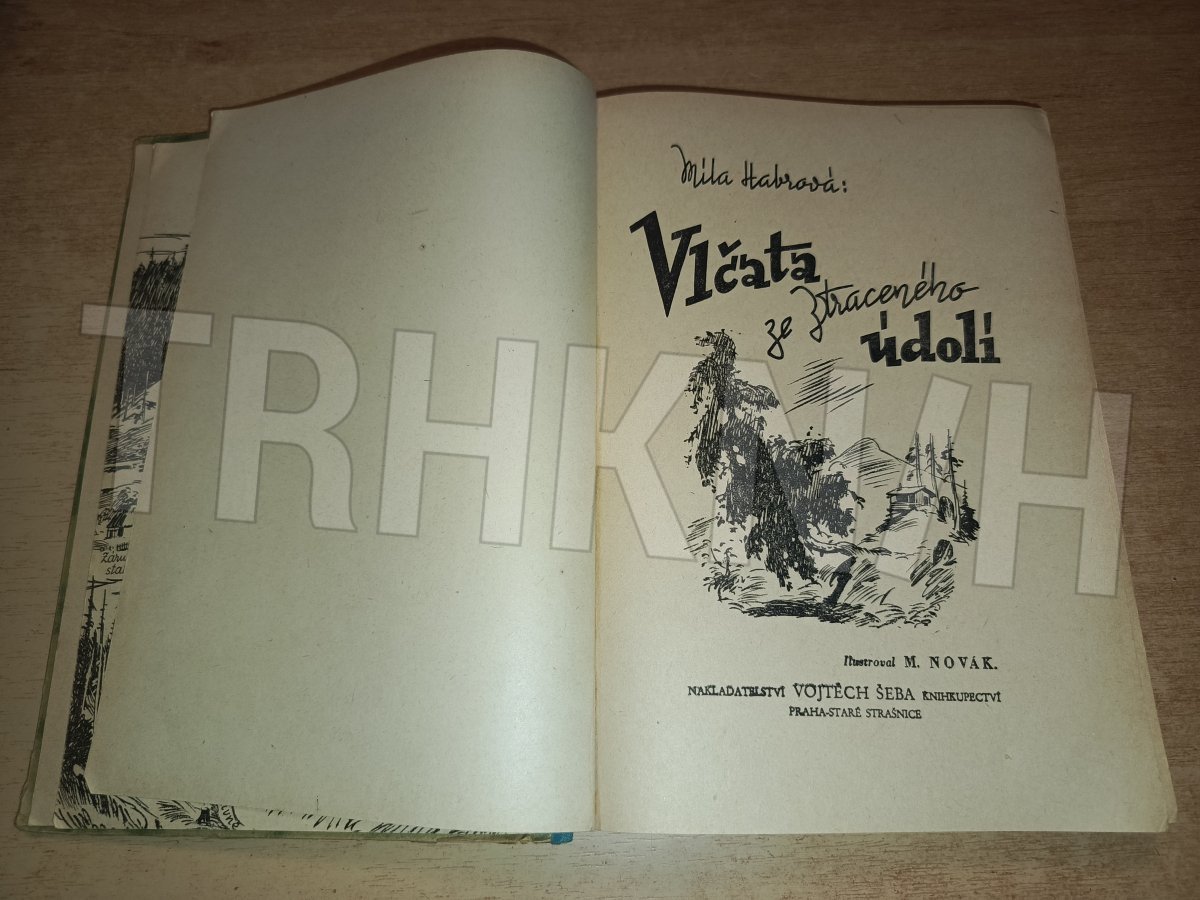 Míla Habrová:
Vlčata
ze Ztraceného
údolí
Ilustroval M. NOVÁK.
NAKLADATELSTVÍ VOJTĚCH ŠEBA KNIHKUPECTVÍ
PRAHA-STARÉ STRAŠNICE
TRHKNIH